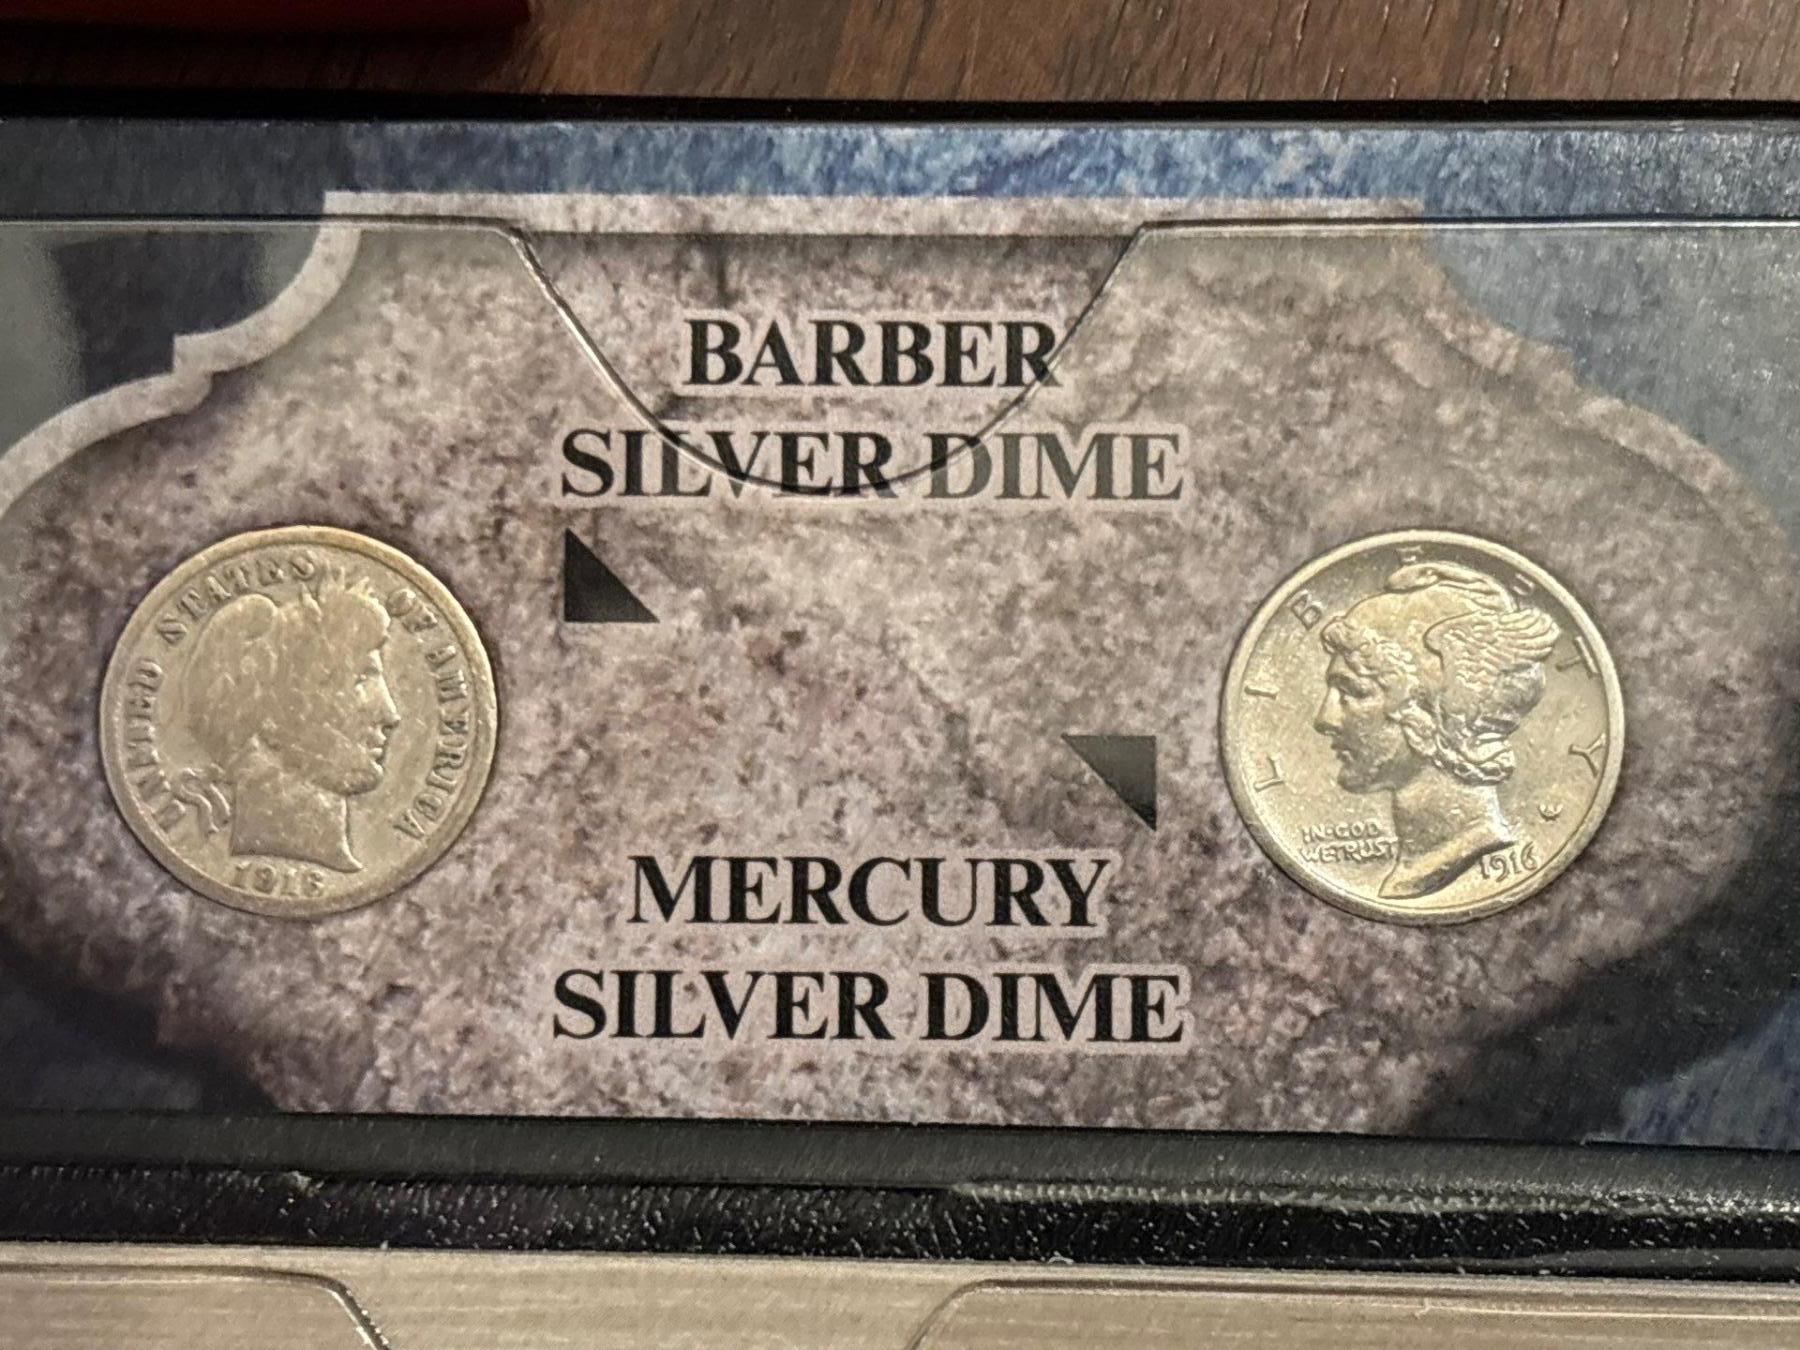 BARBER
SILVER DIME
UNITED STATES OF AMERICA
1916
LIBERTY
IN·GOD
WE TRUST
1916
MERCURY
SILVER DIME